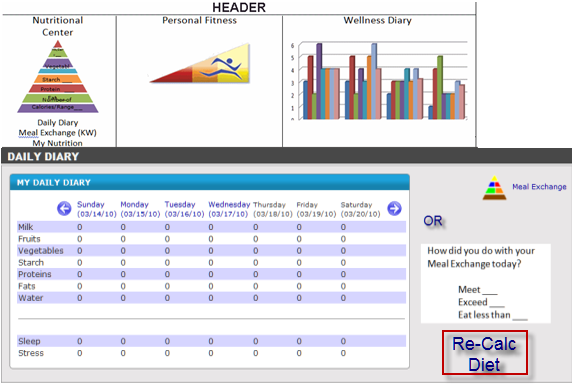 HEADER
Nutritional
Center
Personal Fitness
Wellness Diary
Starch ___
Protein ___
Calories/Range___
Daily Diary
Meal Exchange (KW)
My Nutrition
6
5
4
3
2
1
0
DAILY DIARY
MY DAILY DIARY
Sunday Monday Tuesday Wednesday Thursday Friday Saturday
(03/14/10) (03/15/10) (03/16/10) (03/17/10) (03/18/10) (03/19/10) (03/20/10)
Milk 0 0 0 0 0 0 0
Fruits 0 0 0 0 0 0 0
Vegetables 0 0 0 0 0 0 0
Starch 0 0 0 0 0 0 0
Proteins 0 0 0 0 0 0 0
Fats 0 0 0 0 0 0 0
Water 0 0 0 0 0 0 0
Sleep 0 0 0 0 0 0 0
Stress 0 0 0 0 0 0 0
Meal Exchange
OR
How did you do with your
Meal Exchange today?
Meet ___
Exceed ___
Eat less than ___
Re-Calc
Diet